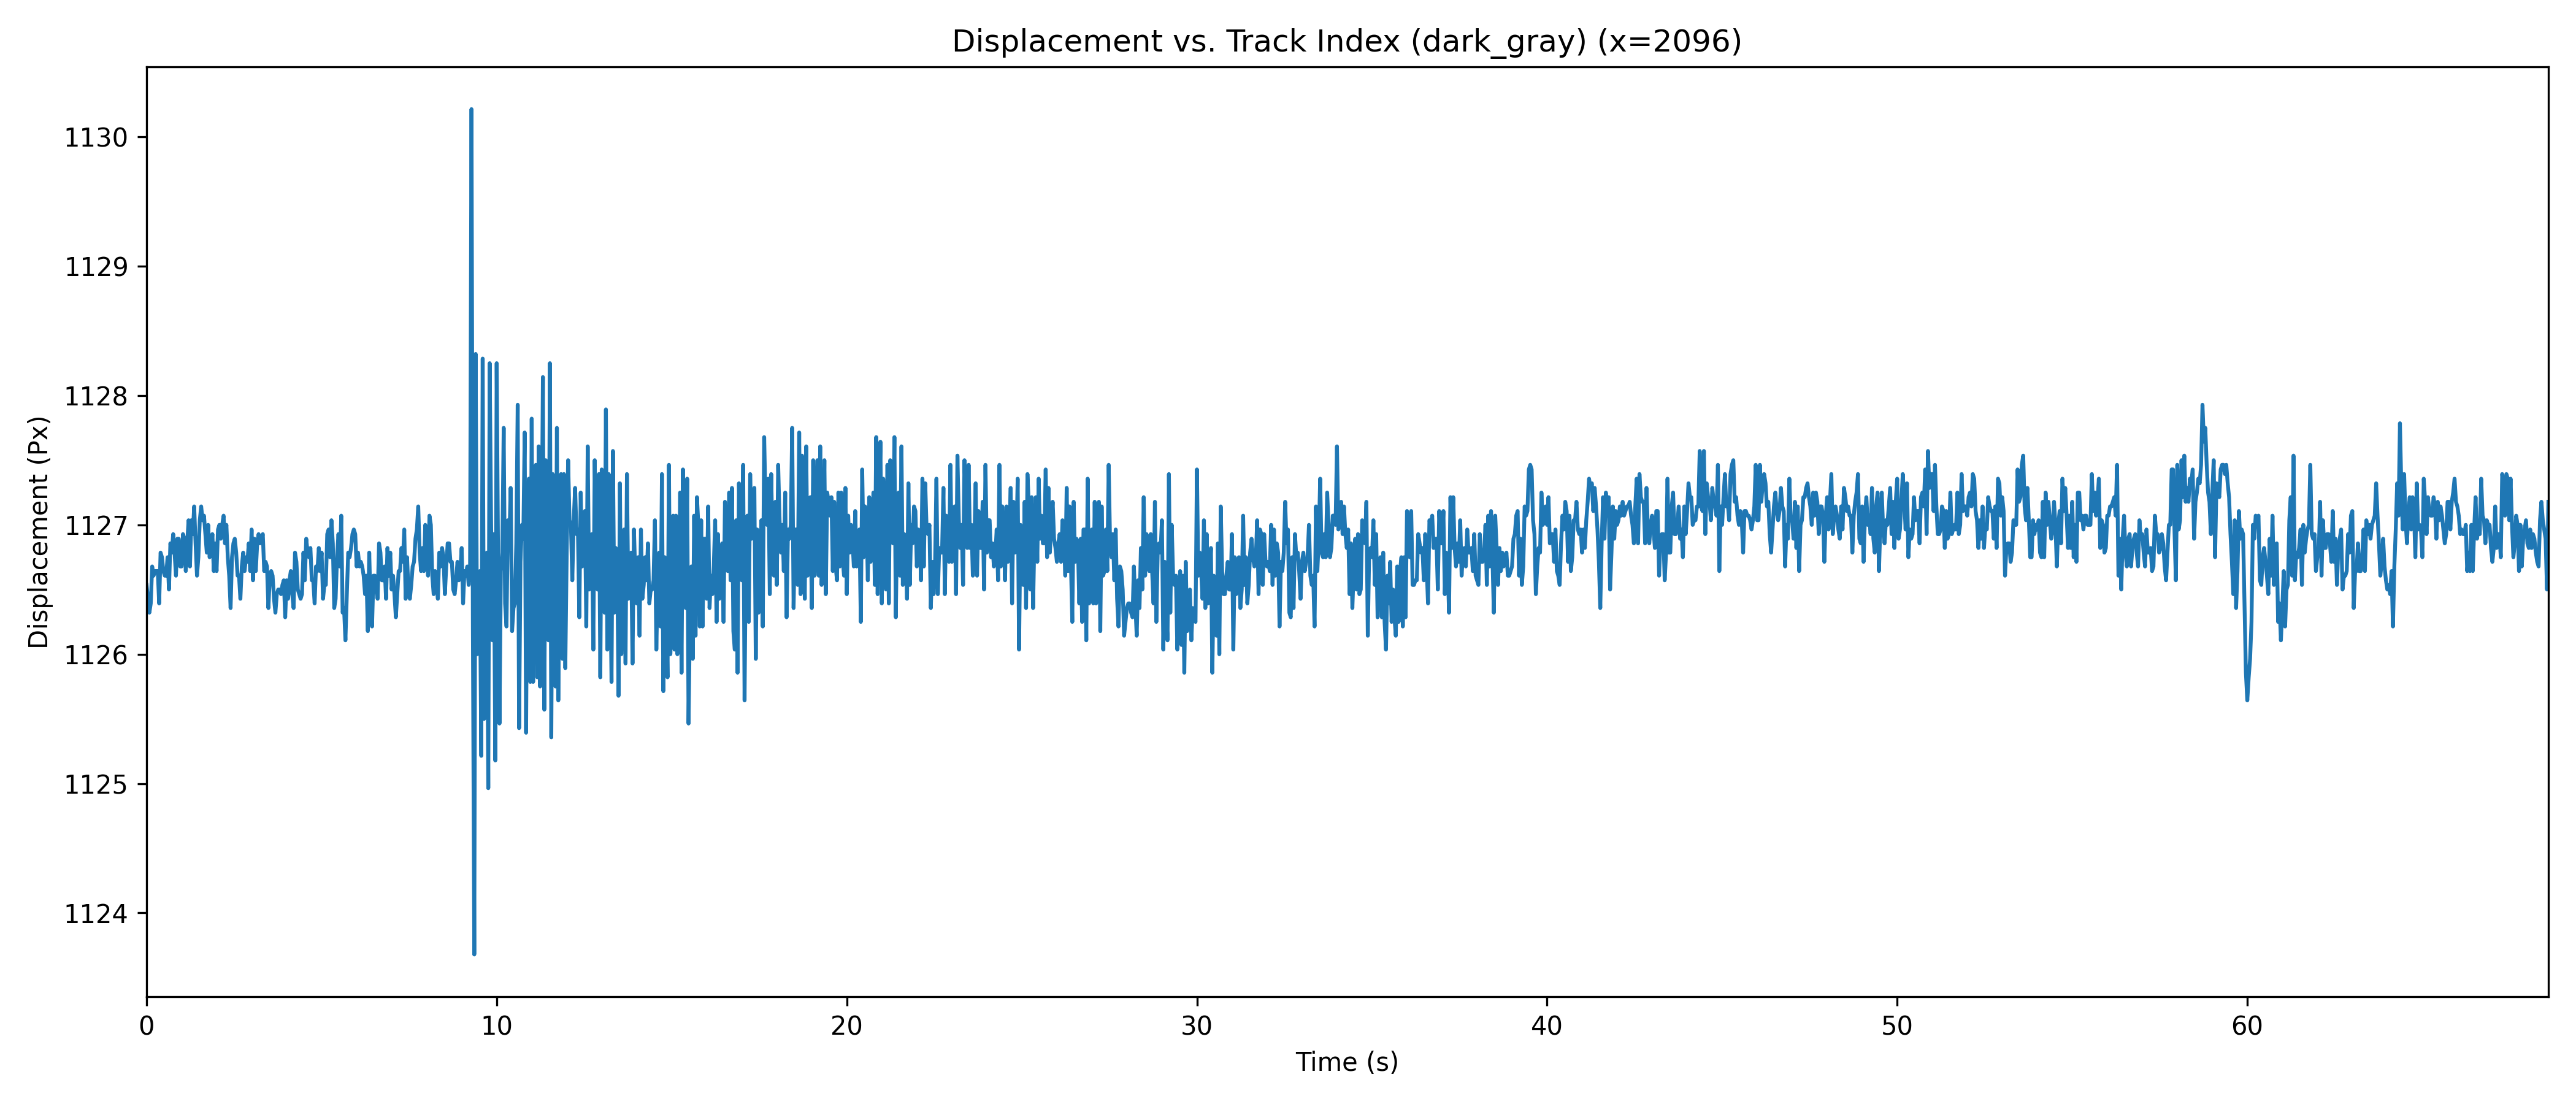 Displacement vs. Track Index (dark_gray) (x=2096)
Displacement (Px)
1130
1129
1128
1127
1126
1125
1124
0 10 20 30 40 50 60
Time (s)